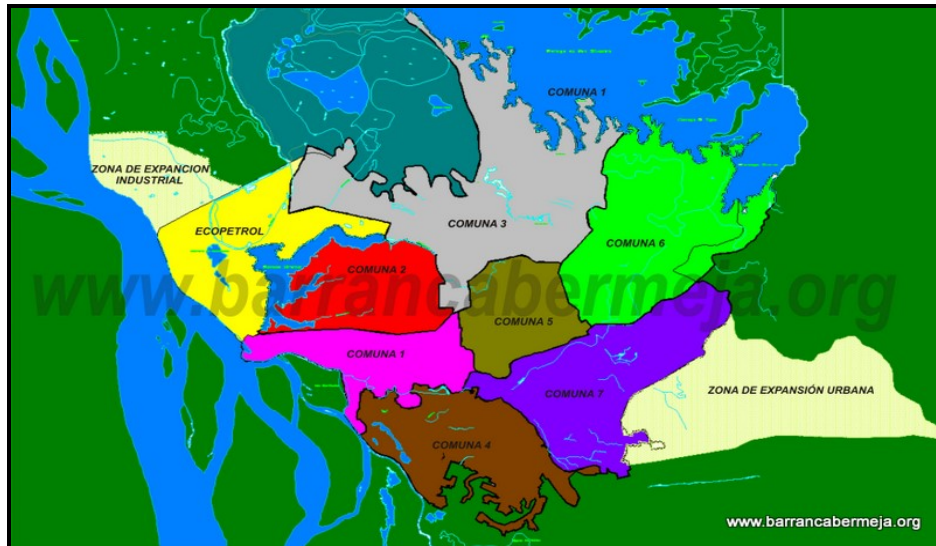 COMUNA 1
ZONA DE EXPANCION
INDUSTRIAL
COMUNA 3
ECOPETROL
COMUNA 6
COMUNA 2
www.barrancabermeja.org
COMUNA 5
COMUNA 1
ZONA DE EXPANSIÓN URBANA
COMUNA 7
COMUNA 4
www.barrancabermeja.org